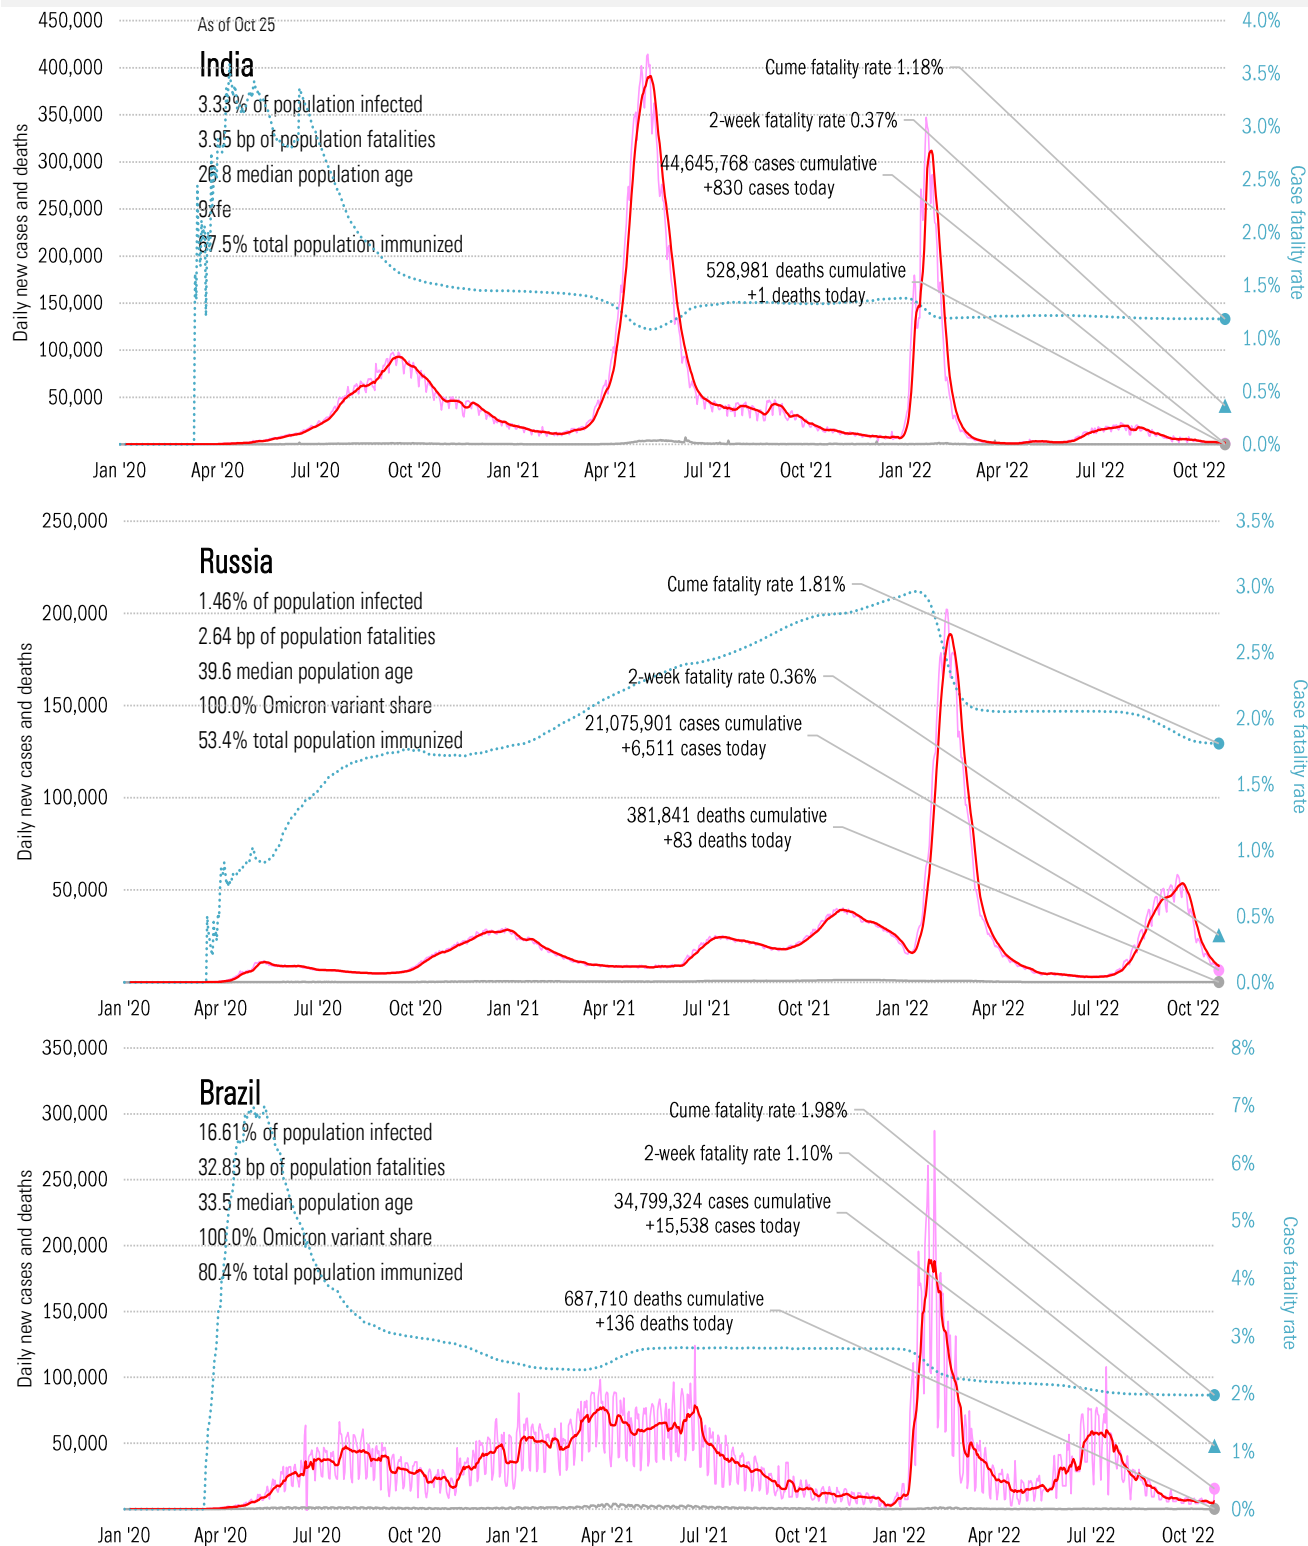 450,000
As of Oct 25
4.0%
India
400,000
Cume fatality rate 1.18%
3.5%
3.33% of population infected
350,000
2-week fatality rate 0.37%
3.0%
3.95 bp of population fatalities
300,000
44,645,768 cases cumulative
+830 cases today
2.5%
28.8 median population age
250,000
9xfe
2.0%
67.5% total population immunized
200,000
528,981 deaths cumulative
+1 deaths today
1.5%
150,000
1.0%
100,000
0.5%
50,000
0.0%
Daily new cases and deaths
Case fatality rate
Jan '20 Apr '20 Jul '20 Oct '20 Jan '21 Apr '21 Jul '21 Oct '21 Jan '22 Apr '22 Jul '22 Oct '22
250,000
3.5%
Russia
Cume fatality rate 1.81%
3.0%
1.46% of population infected
200,000
2.64 bp of population fatalities
2.5%
39.6 median population age
2-week fatality rate 0.36%
150,000
100.0% Omicron variant share
21,075,901 cases cumulative
+6,511 cases today
2.0%
53.4% total population immunized
1.5%
100,000
381,841 deaths cumulative
+83 deaths today
1.0%
50,000
0.5%
0.0%
Daily new cases and deaths
Case fatality rate
Jan '20 Apr '20 Jul '20 Oct '20 Jan '21 Apr '21 Jul '21 Oct '21 Jan '22 Apr '22 Jul '22 Oct '22
350,000
8%
Brazil
Cume fatality rate 1.98%
7%
300,000
16.61% of population infected
2-week fatality rate 1.10%
6%
32.83 bp of population fatalities
250,000
33.5 median population age
34,799,324 cases cumulative
+15,538 cases today
5%
100.0% Omicron variant share
200,000
80.4% total population immunized
4%
687,710 deaths cumulative
+136 deaths today
150,000
3%
100,000
2%
50,000
1%
0%
Daily new cases and deaths
Case fatality rate
Jan '20 Apr '20 Jul '20 Oct '20 Jan '21 Apr '21 Jul '21 Oct '21 Jan '22 Apr '22 Jul '22 Oct '22